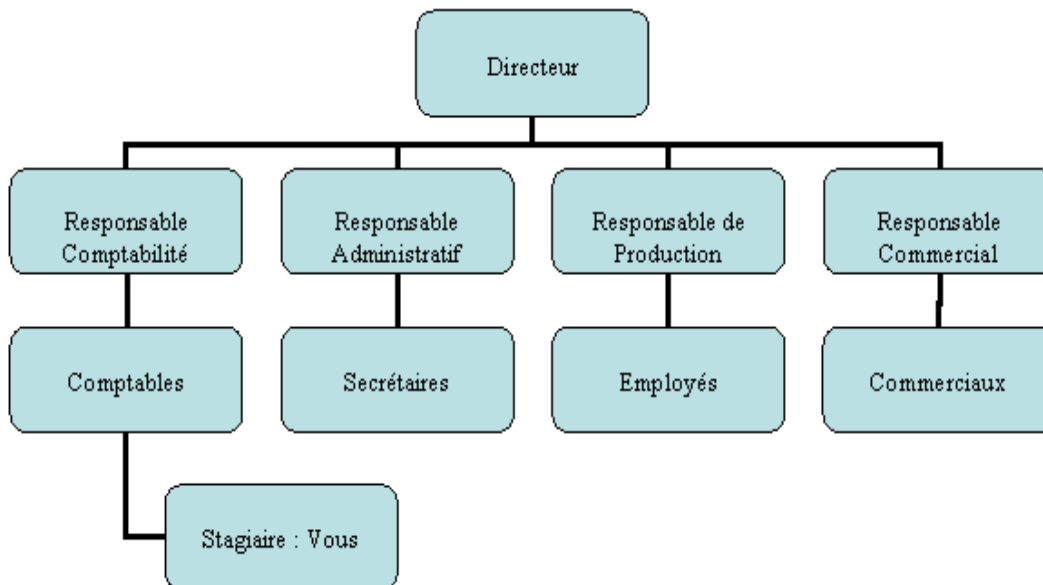 Directeur
Responsable
Comptabilité
Responsable
Administratif
Responsable de
Production
Responsable
Commercial
Comptables
Secrétaires
Employés
Commerciaux
Stagiaire : Vous